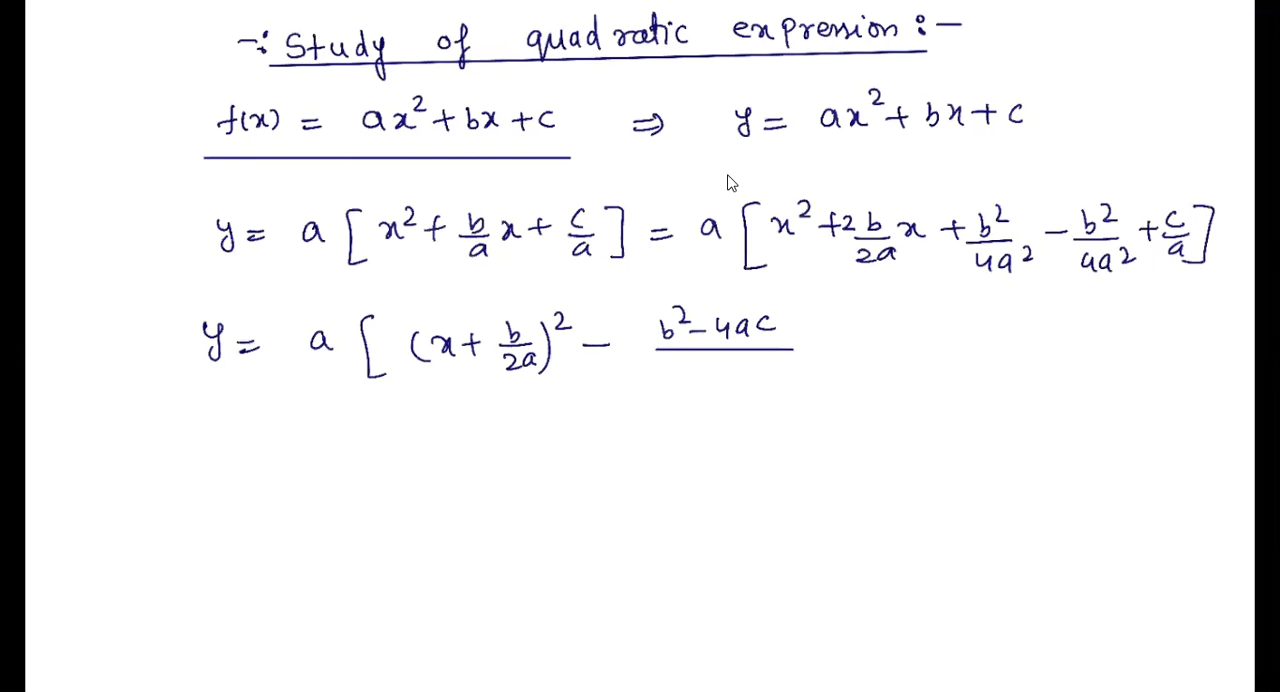 -: Study of quadratic expression :-
f(x) = ax² + bx + c ⇒ y = ax² + bx + c
y = a [ x² + b/a x + c/a ] = a [ x² + 2 b/2a x + b²/4a² - b²/4a² + c/a ]
y = a [ (x + b/2a)² - b² - 4ac